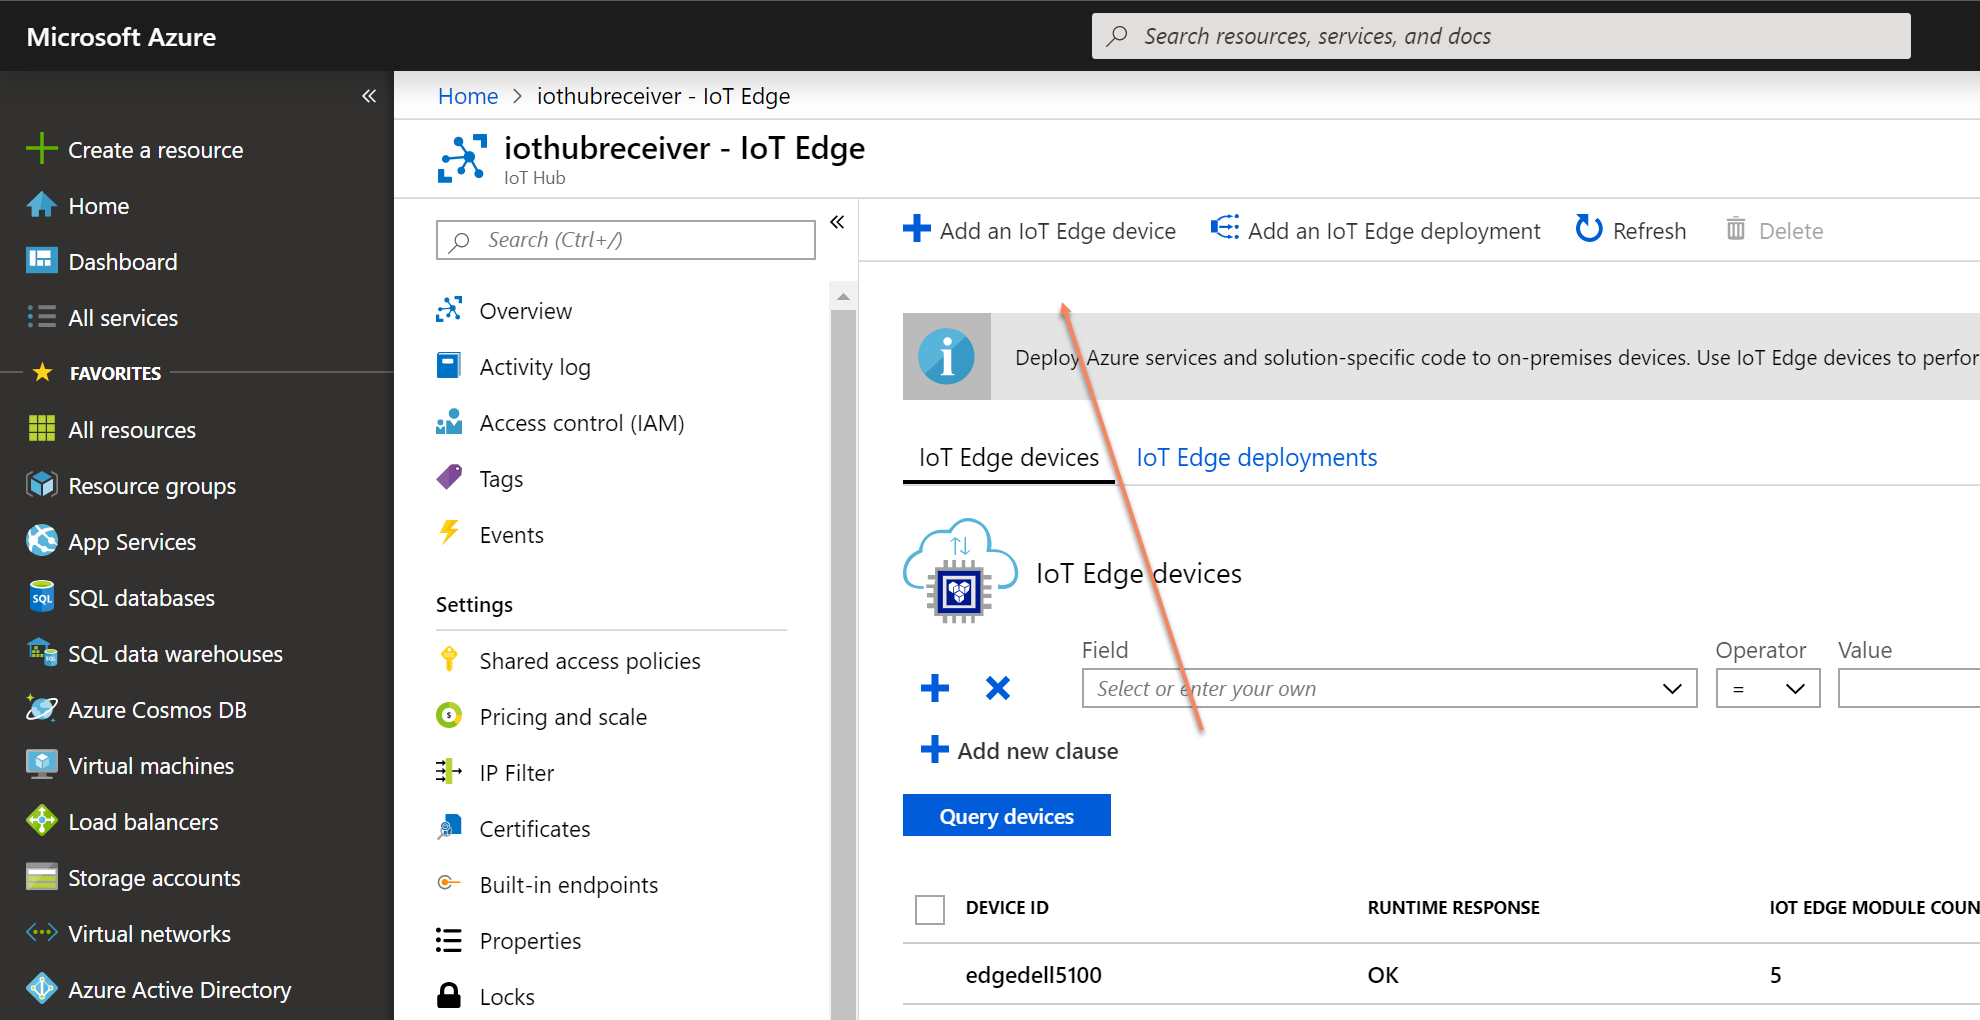 Microsoft Azure
Search resources, services, and docs
Create a resource
Home
Dashboard
All services
FAVORITES
All resources
Resource groups
App Services
SQL
SQL databases
SQL data warehouses
Azure Cosmos DB
Virtual machines
Load balancers
Storage accounts
Virtual networks
Azure Active Directory
Home > iothubreceiver - IoT Edge
iothubreceiver - IoT Edge
IoT Hub
Search (Ctrl+/)
Overview
Activity log
Access control (IAM)
Tags
Events
Settings
Shared access policies
Pricing and scale
IP Filter
Certificates
Built-in endpoints
Properties
Locks
Add an IoT Edge device
Add an IoT Edge deployment
Refresh
Delete
Deploy Azure services and solution-specific code to on-premises devices. Use IoT Edge devices to perfor
IoT Edge devices
IoT Edge deployments
IoT Edge devices
Field
Operator
Value
Select or enter your own
=
Add new clause
Query devices
DEVICE ID RUNTIME RESPONSE IOT EDGE MODULE COUN
edgedell5100 OK 5